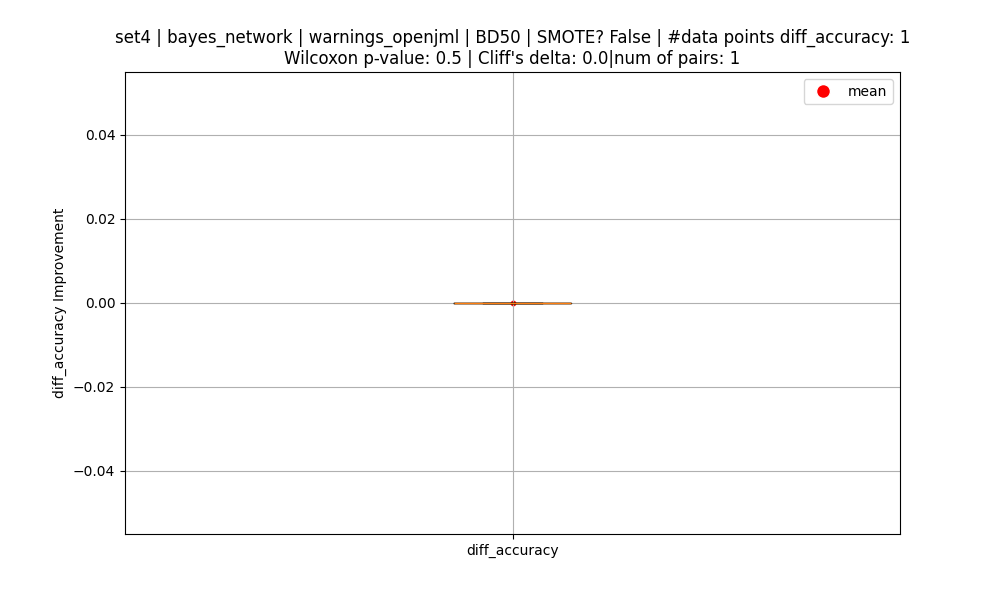 set4 | bayes_network | warnings_openjml | BD50 | SMOTE? False | #data points diff_accuracy: 1
Wilcoxon p-value: 0.5 | Cliff's delta: 0.0|num of pairs: 1
mean
0.04
0.02
0.00
−0.02
−0.04
diff_accuracy Improvement
diff_accuracy